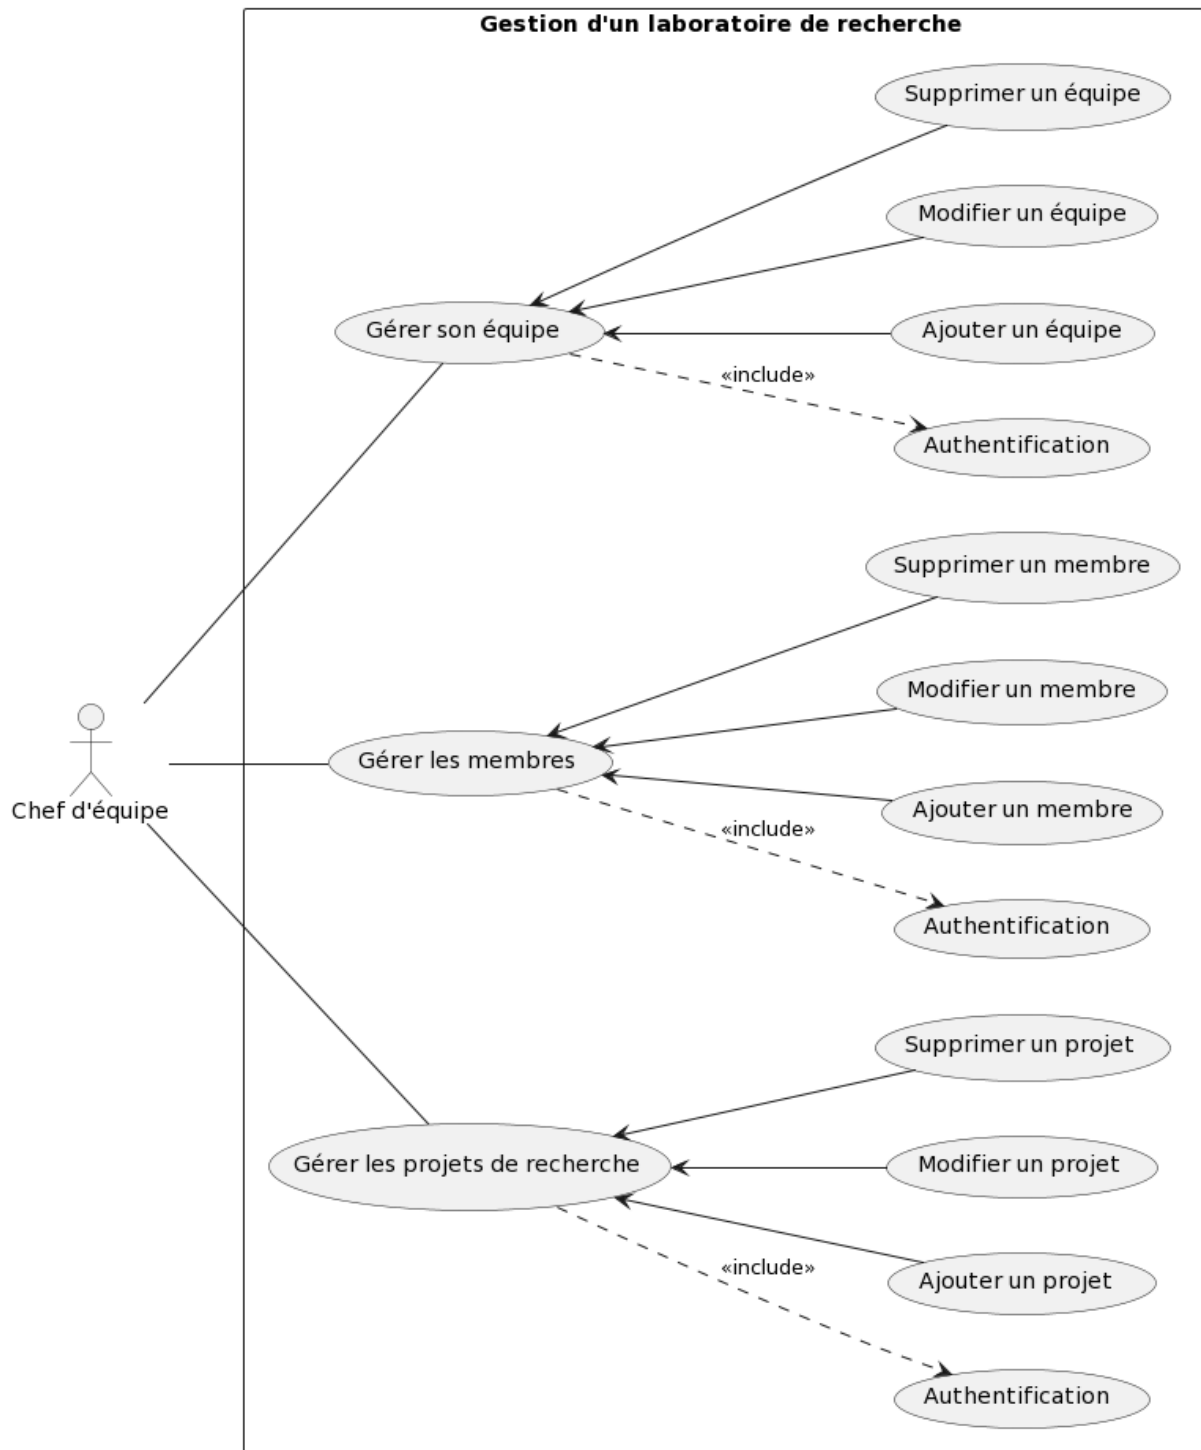 Gestion d'un laboratoire de recherche
Supprimer un équipe
Modifier un équipe
Gérer son équipe
Ajouter un équipe
«include»
Authentification
Supprimer un membre
Modifier un membre
Gérer les membres
Ajouter un membre
Chef d'équipe
«include»
Authentification
Supprimer un projet
Gérer les projets de recherche
Modifier un projet
«include»
Ajouter un projet
Authentification